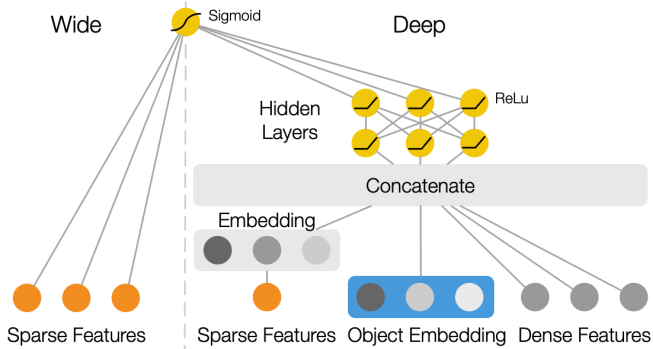 Wide
Sigmoid
Deep
ReLu
Hidden
Layers
Concatenate
Embedding
Sparse Features
Sparse Features
Object Embedding
Dense Features